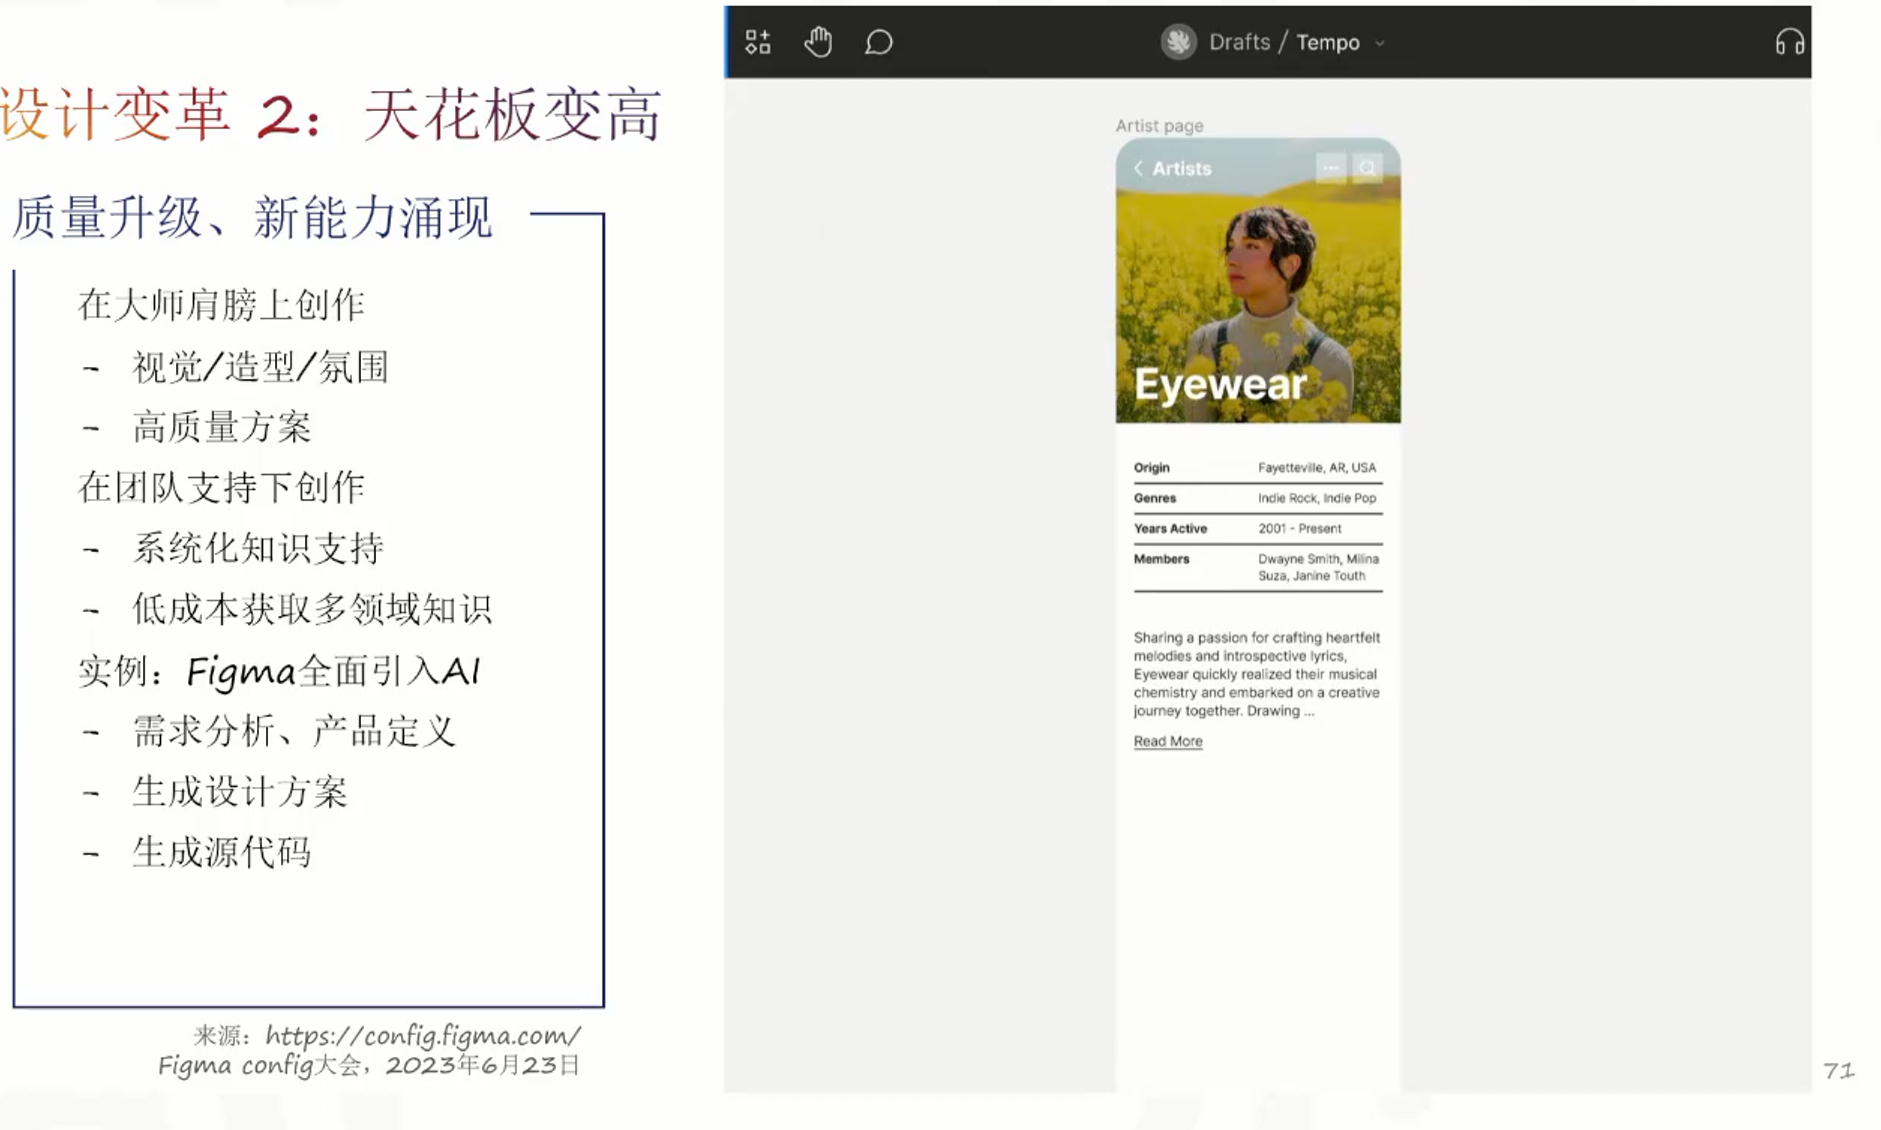 设计变革 2：天花板变高
质量升级、新能力涌现
在大师肩膀上创作
- 视觉/造型/氛围
- 高质量方案
在团队支持下创作
- 系统化知识支持
- 低成本获取多领域知识
实例：Figma全面引入AI
- 需求分析、产品定义
- 生成设计方案
- 生成源代码
来源：https://config.figma.com/
Figma config大会，2023年6月23日
Drafts / Tempo
Artist page
Artists
Eyewear
Origin Fayetteville, AR, USA
Genres Indie Rock, Indie Pop
Years Active 2001 - Present
Members Dwayne Smith, Milina
Suza, Janine Touth
Sharing a passion for crafting heartfelt
melodies and introspective lyrics,
Eyewear quickly realized their musical
chemistry and embarked on a creative
journey together. Drawing ...
Read More
71